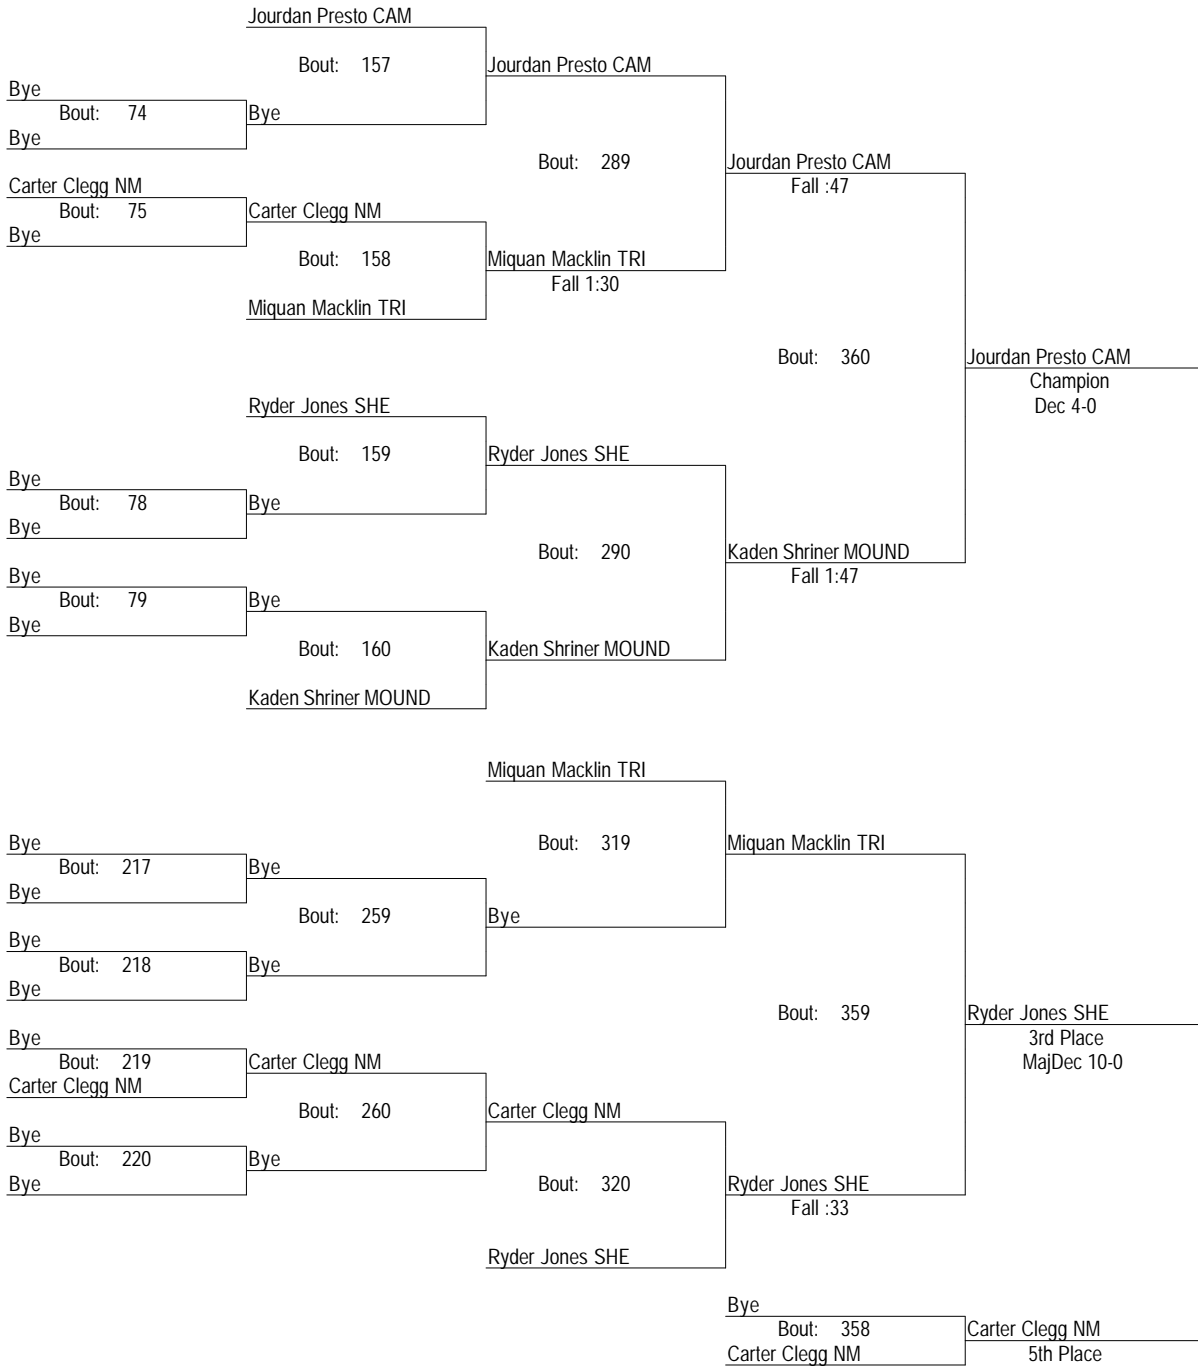 Jourdan Presto CAM
Bout: 157 Jourdan Presto CAM
Bye
Bout: 74 Bye
Bye
Bout: 289 Jourdan Presto CAM
Fall :47
Carter Clegg NM
Bout: 75 Carter Clegg NM
Bye
Bout: 158 Miquan Macklin TRI
Fall 1:30
Miquan Macklin TRI
Bout: 360 Jourdan Presto CAM
Champion
Dec 4-0
Ryder Jones SHE
Bout: 159 Ryder Jones SHE
Bye
Bout: 78 Bye
Bye
Bout: 290 Kaden Shriner MOUND
Fall 1:47
Bye
Bout: 79 Bye
Bye
Bout: 160 Kaden Shriner MOUND
Kaden Shriner MOUND
Miquan Macklin TRI
Bye
Bout: 319 Miquan Macklin TRI
Bout: 217 Bye
Bye
Bout: 259 Bye
Bye
Bout: 218 Bye
Bye
Bout: 359 Ryder Jones SHE
3rd Place
MajDec 10-0
Bye
Bout: 219 Carter Clegg NM
Carter Clegg NM
Bout: 260 Carter Clegg NM
Bye
Bout: 220 Bye
Bye
Bout: 320 Ryder Jones SHE
Fall :33
Ryder Jones SHE
Bye
Bout: 358 Carter Clegg NM
Carter Clegg NM 5th Place